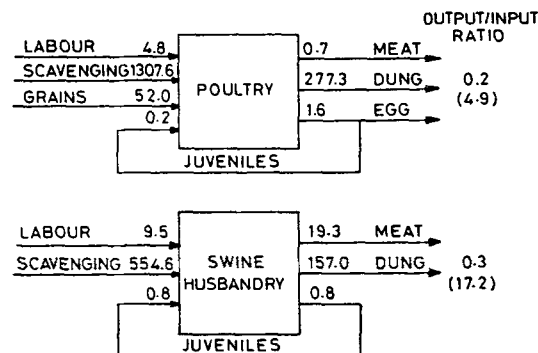 OUTPUT/INPUT
RATIO
LABOUR 4.8 0.7 MEAT
SCAVENGING 1307.6 277.3 DUNG 0.2
POULTRY
GRAINS 52.0 1.6 EGG (4.9)
0.2
JUVENILES
LABOUR 9.5 19.3 MEAT
SCAVENGING 554.6 SWINE 157.0 DUNG 0.3
HUSBANDRY (17.2)
0.8 0.8
JUVENILES